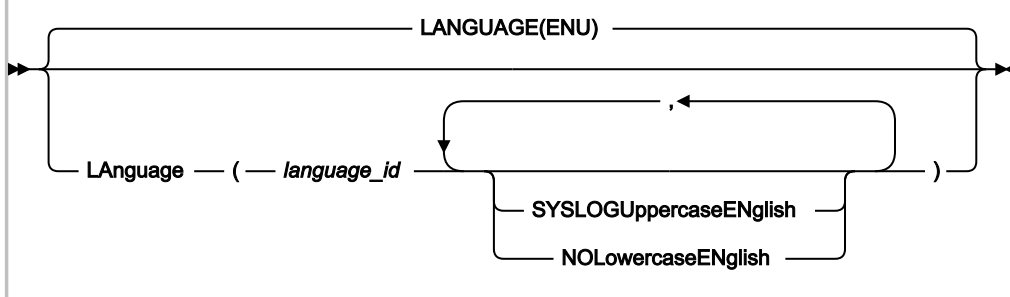 LANGUAGE(ENU)
,
LAnguage ( language_id )
SYSLOGUppercaseENglish
NOLowercaseENglish